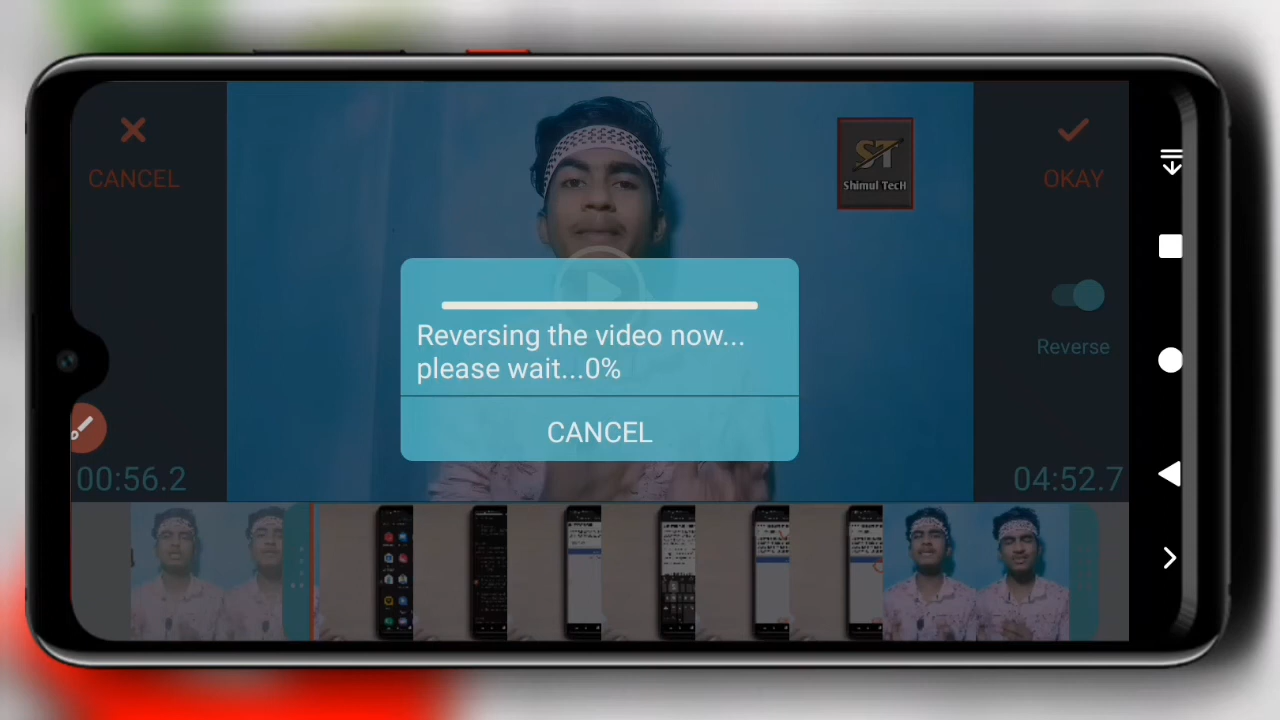 CANCEL
ST
Shimul TecH
OKAY
Reversing the video now...
please wait...0%
Reverse
CANCEL
00:56.2
04:52.7